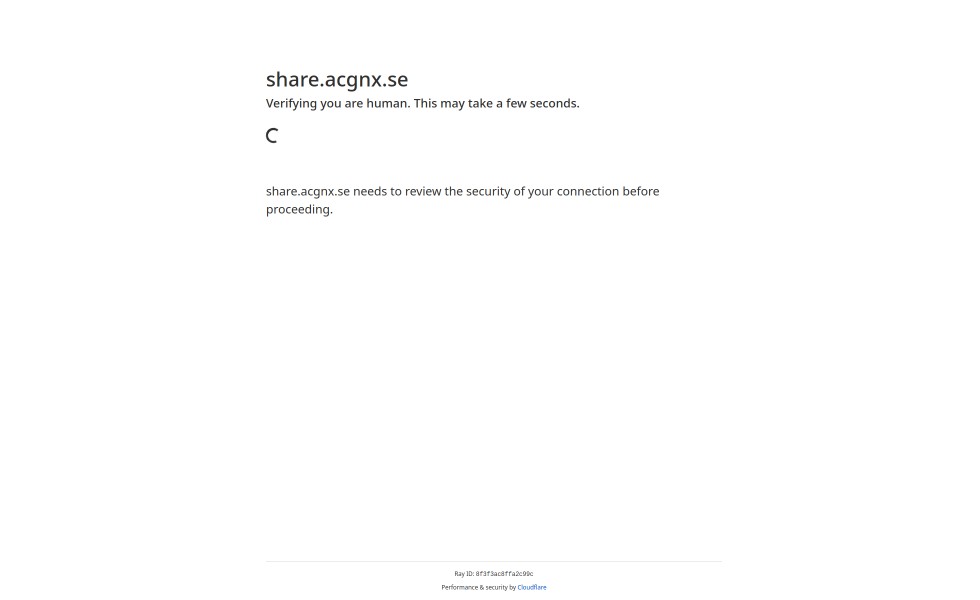 share.acgnx.se
Verifying you are human. This may take a few seconds.
share.acgnx.se needs to review the security of your connection before
proceeding.
Ray ID: 8f3f3ac8ffa2c99c
Performance & security by Cloudflare